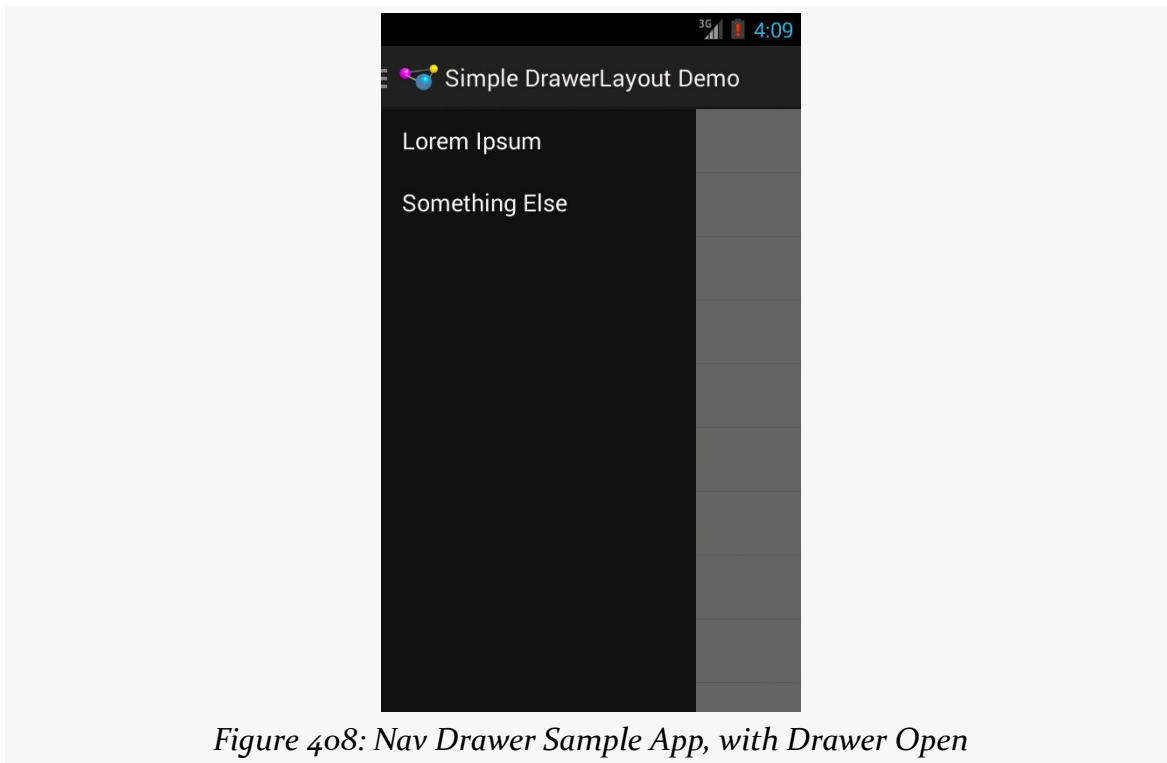 3G
4:09
Simple DrawerLayout Demo
Lorem Ipsum
Something Else
Figure 408: Nav Drawer Sample App, with Drawer Open